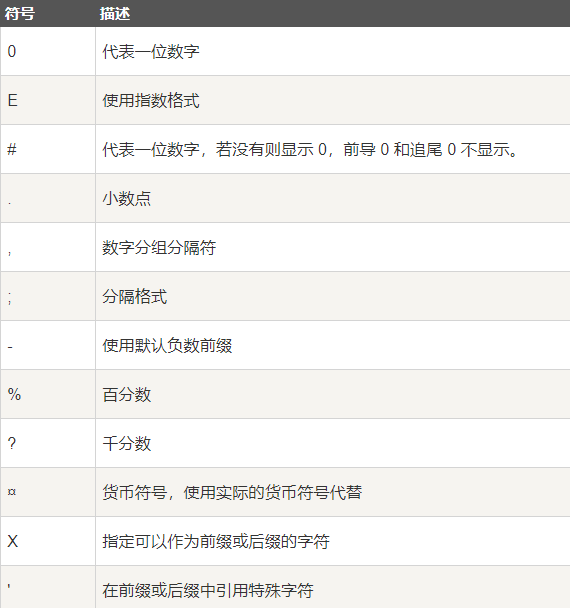 符号 描述
0 代表一位数字
E 使用指数格式
# 代表一位数字，若没有则显示 0，前导 0 和追尾 0 不显示。
. 小数点
, 数字分组分隔符
; 分隔格式
- 使用默认负数前缀
% 百分数
? 千分数
¤ 货币符号，使用实际的货币符号代替
X 指定可以作为前缀或后缀的字符
' 在前缀或后缀中引用特殊字符